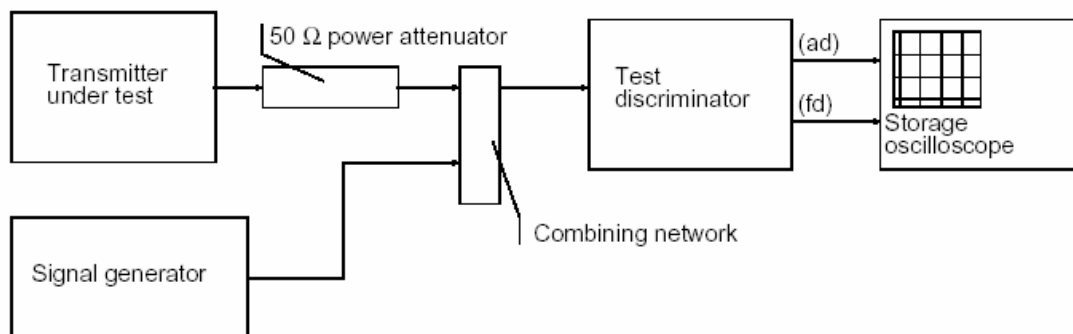 50 Ω power attenuator
Transmitter
under test
Test
discriminator
(ad)
(fd)
Storage
oscilloscope
Combining network
Signal generator